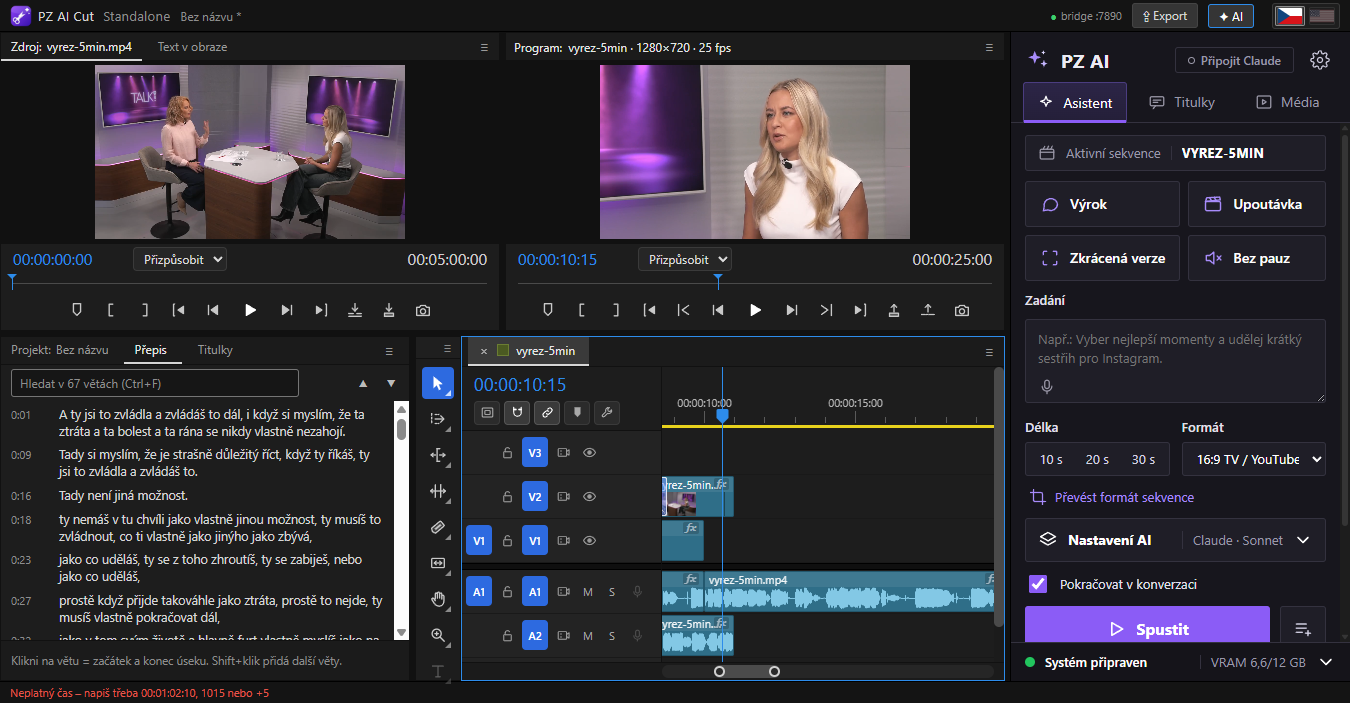 PZ AI Cut Standalone Bez názvu *
bridge :7890
Export
AI
Zdroj: vyrez-5min.mp4
Text v obraze
TALK!
00:00:00:00
Přizpůsobit
00:05:00:00
Program: vyrez-5min · 1280×720 · 25 fps
00:00:10:15
Přizpůsobit
00:00:25:00
Projekt: Bez názvu
Přepis
Titulky
Hledat v 67 větách (Ctrl+F)
0:01 A ty jsi to zvládla a zvládáš to dál, i když si myslím, že ta
ztráta a ta bolest a ta rána se nikdy vlastně nezahojí.
0:09 Tady si myslím, že je strašně důležitý říct, když ty říkáš, ty
jsi to zvládla a zvládáš to.
0:16 Tady není jiná možnost.
0:18 ty nemáš v tu chvíli jako vlastně jinou možnost, ty musíš to
zvládnout, co ti vlastně jako jinýho jako zbývá,
0:23 jako co uděláš, ty se z toho zhroutíš, ty se zabiješ, nebo
jako co uděláš,
0:27 prostě když přijde takováhle jako ztráta, prostě to nejde, ty
musíš vlastně pokračovat dál,
Klikni na větu = začátek a konec úseku. Shift+klik přidá další věty.
vyrez-5min
00:00:10:15
00:00:10:00
00:00:15:00
V3
V2
yrez-5min... fx
V1 V1
fx
A1 A1 M S
fx vyrez-5min.mp4 fx
A2 M S
yrez-5min... fx
T
PZ AI
Připojit Claude
Asistent
Titulky
Média
Aktivní sekvence VYREZ-5MIN
Výrok
Upoutávka
Zkrácená verze
Bez pauz
Zadání
Např.: Vyber nejlepší momenty a udělej krátký
sestřih pro Instagram.
Délka
Formát
10 s 20 s 30 s
16:9 TV / YouTube
Převést formát sekvence
Nastavení AI
Claude · Sonnet
Pokračovat v konverzaci
Spustit
Systém připraven
VRAM 6,6/12 GB
Neplatný čas – napiš třeba 00:01:02:10, 1015 nebo +5